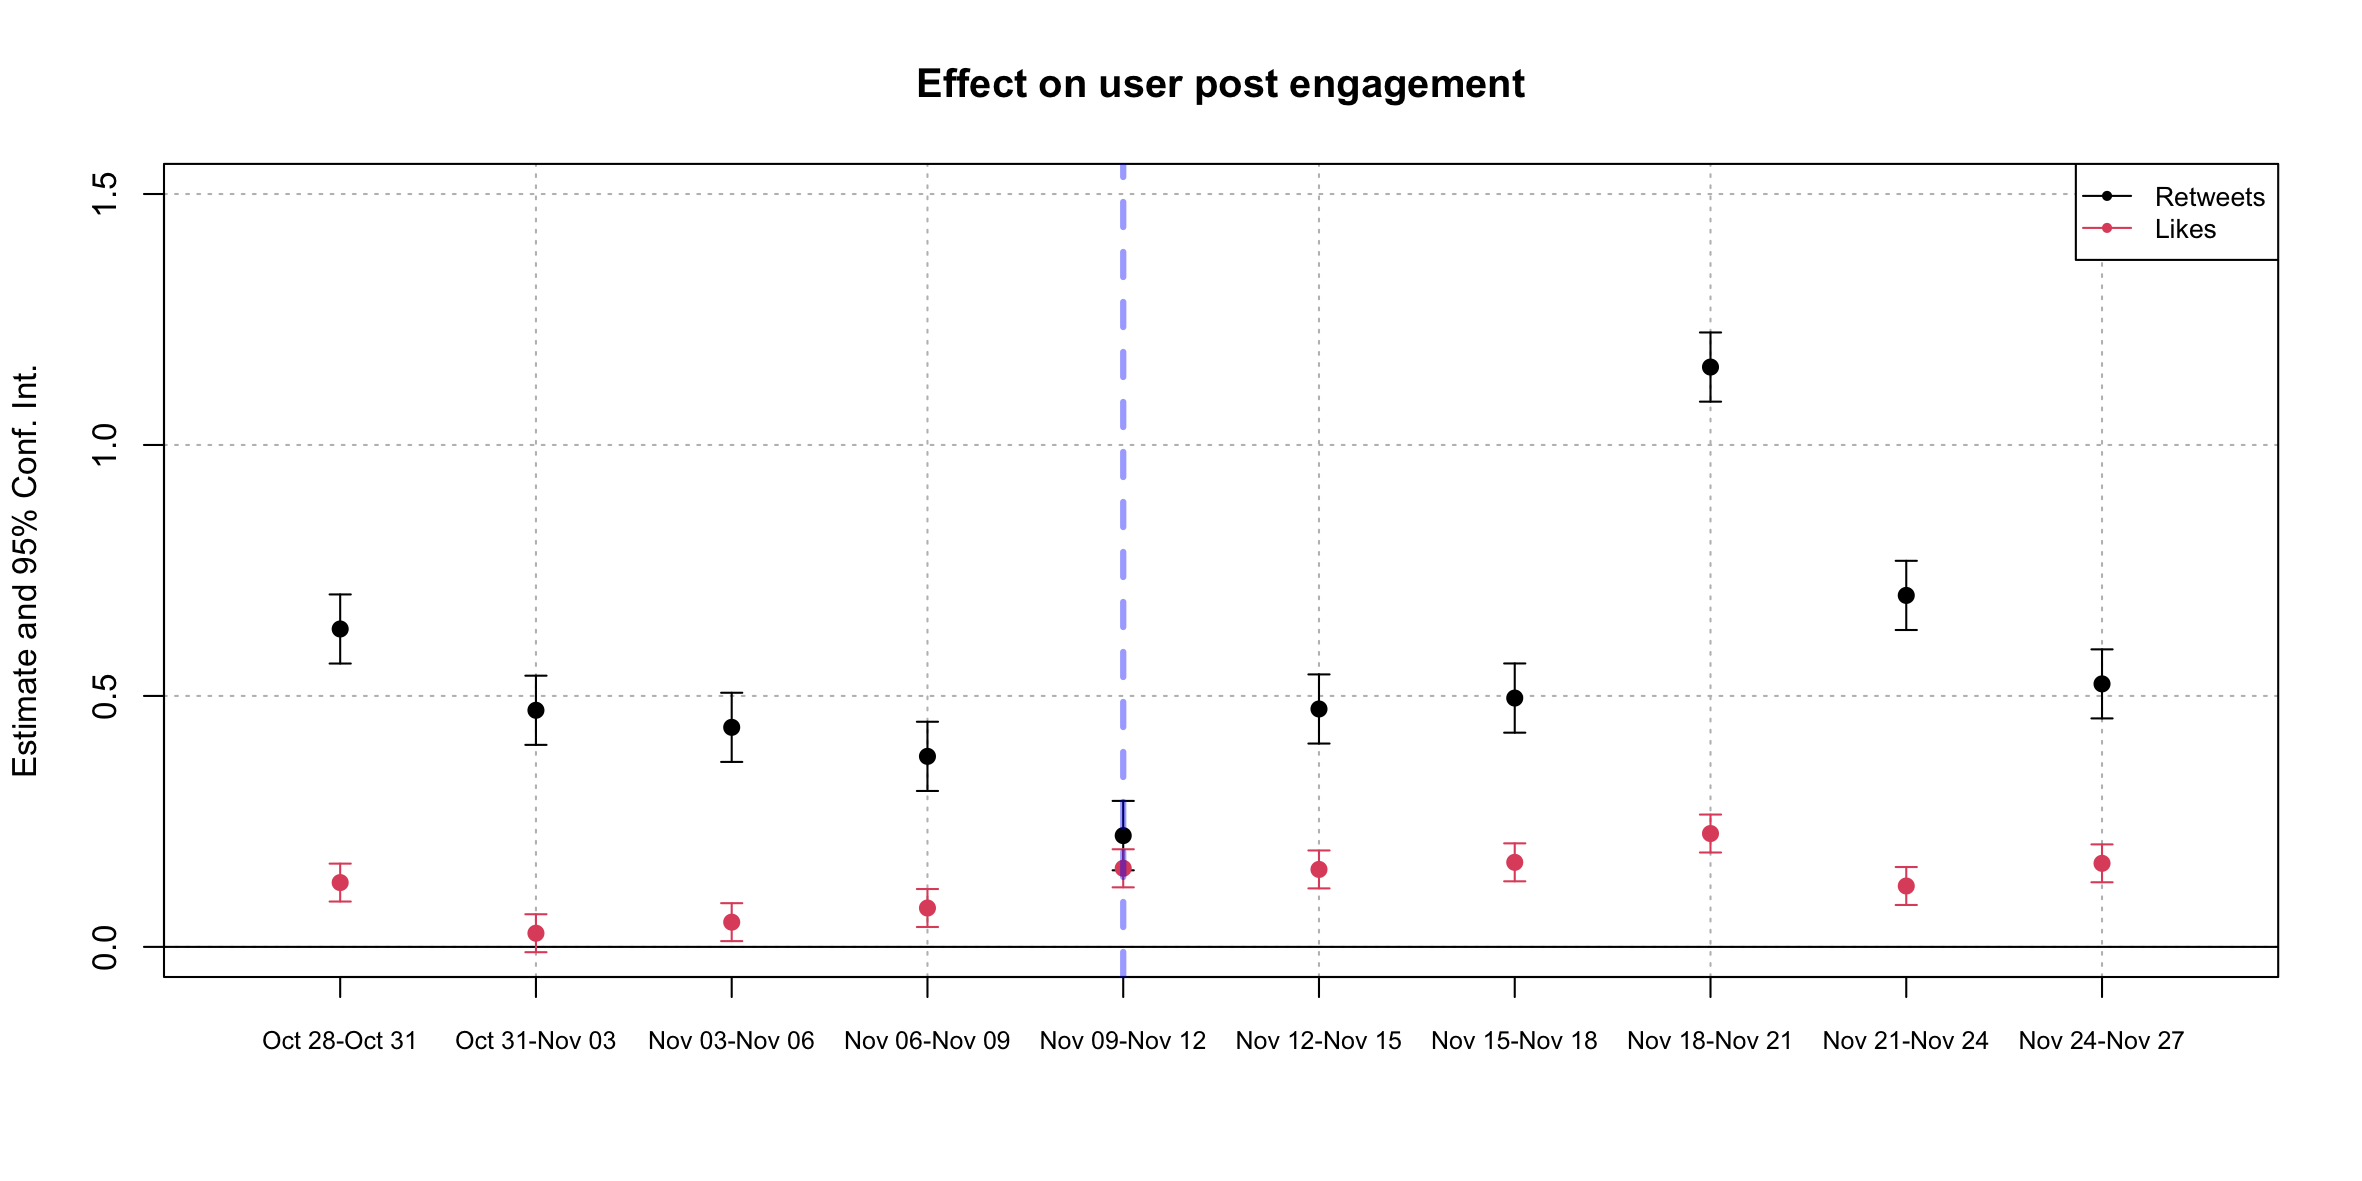 Effect on user post engagement
Estimate and 95% Conf. Int.
1.5
1.0
0.5
0.0
Retweets
Likes
Oct 28-Oct 31
Oct 31-Nov 03
Nov 03-Nov 06
Nov 06-Nov 09
Nov 09-Nov 12
Nov 12-Nov 15
Nov 15-Nov 18
Nov 18-Nov 21
Nov 21-Nov 24
Nov 24-Nov 27